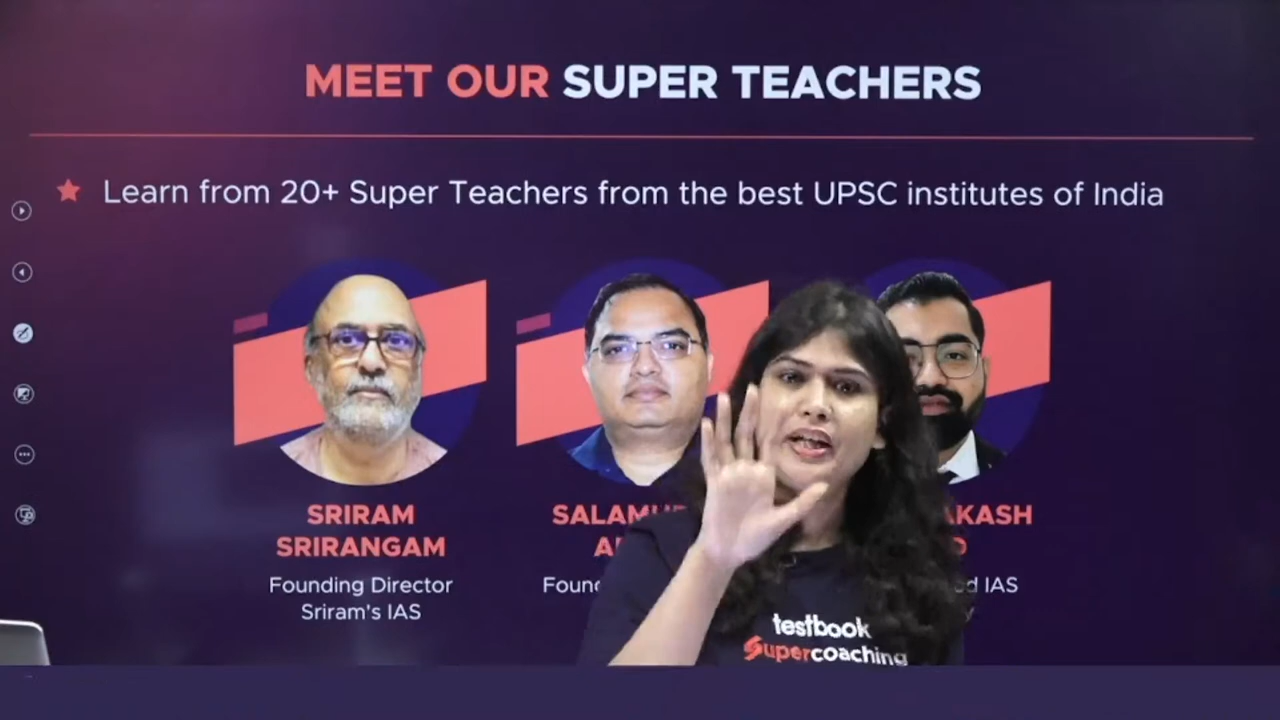 MEET OUR SUPER TEACHERS
Learn from 20+ Super Teachers from the best UPSC institutes of India
SRIRAM
SRIRANGAM
Founding Director
Sriram's IAS
IAS
testbook
Supercoaching